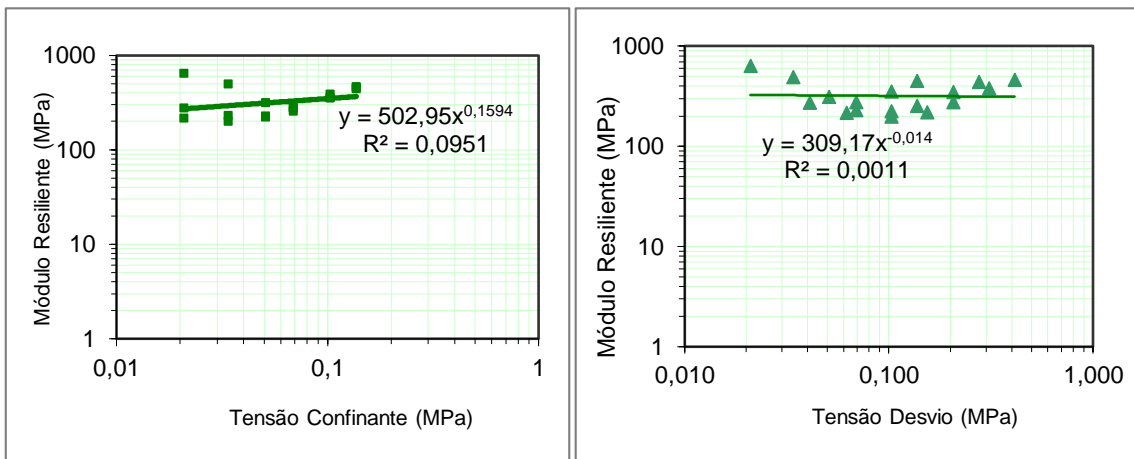 1000
100
10
1
0,01
0,1
1
Módulo Resiliente (MPa)
Tensão Confinante (MPa)
y = 502,95x^0,1594
R² = 0,0951
1000
100
10
1
0,010
0,100
1,000
Módulo Resiliente (MPa)
Tensão Desvio (MPa)
y = 309,17x^-0,014
R² = 0,0011